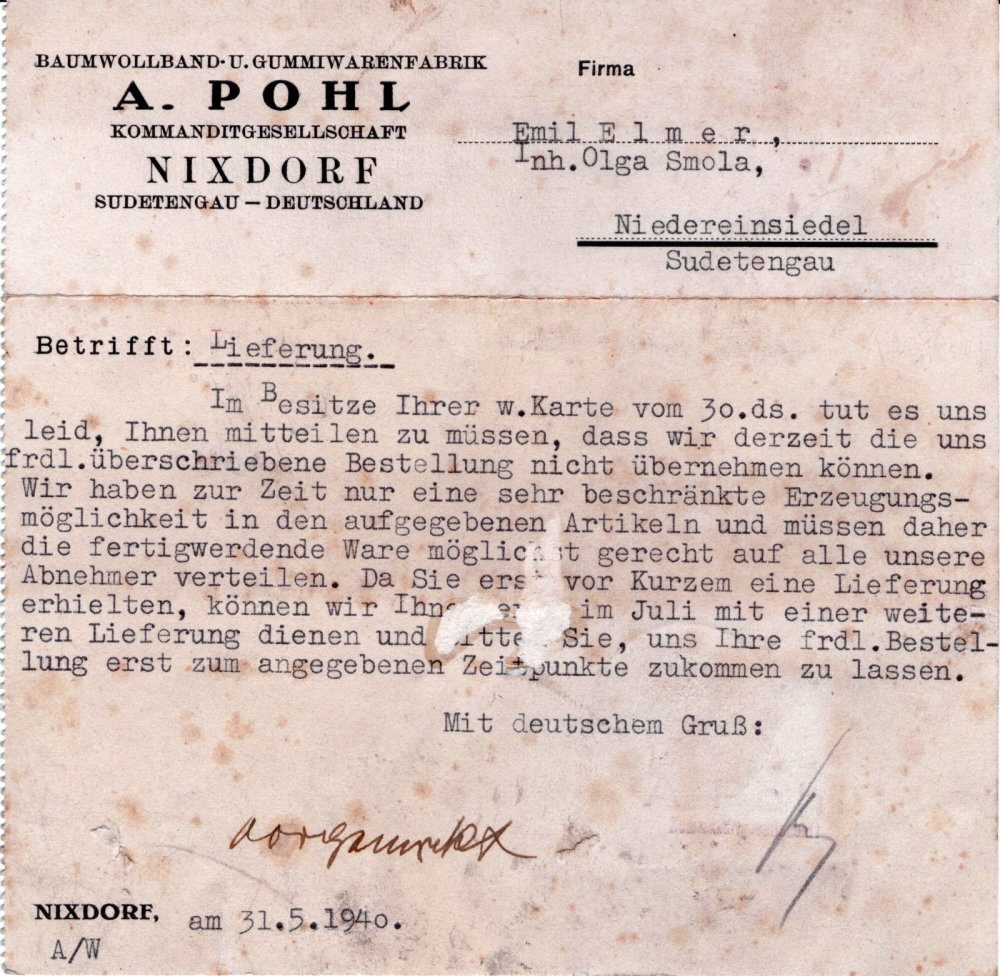 BAUMWOLLBAND- U. GUMMIWARENFABRIK
A. POHL
KOMMANDITGESELLSCHAFT
NIXDORF
SUDETENGAU — DEUTSCHLAND
Firma
Emil Elmer,
Inh. Olga Smola,
Niedereinsiedel
Sudetengau
Betrifft: Lieferung.
Im Besitze Ihrer w.Karte vom 30.ds. tut es uns
leid, Ihnen mitteilen zu müssen, dass wir derzeit die uns
frdl.überschriebene Bestellung nicht übernehmen können.
Wir haben zur Zeit nur eine sehr beschränkte Erzeugungs-
möglichkeit in den aufgegebenen Artikeln und müssen daher
die fertigwerdende Ware möglichst gerecht auf alle unsere
Abnehmer verteilen. Da Sie erst vor Kurzem eine Lieferung
erhielten, können wir im Juli mit einer weite-
ren Lieferung dienen und Sie, uns Ihre frdl.Bestel-
lung erst zum angegebenen Zeitpunkte zukommen zu lassen.
Mit deutschem Gruß:
vorgemerkt
NIXDORF, am 31.5.1940.
A/W